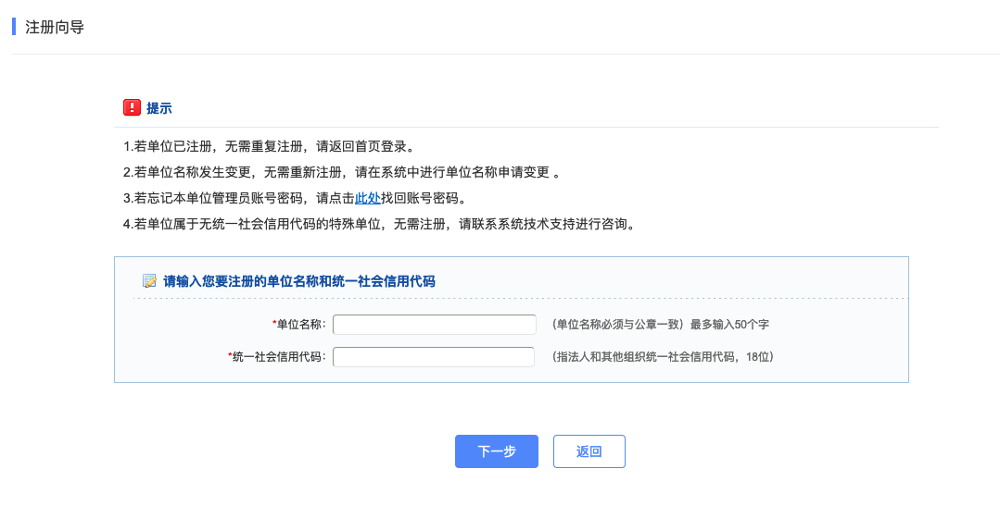 注册向导
提示
1.若单位已注册，无需重复注册，请返回首页登录。
2.若单位名称发生变更，无需重新注册，请在系统中进行单位名称申请变更 。
3.若忘记本单位管理员账号密码，请点击此处找回账号密码。
4.若单位属于无统一社会信用代码的特殊单位，无需注册，请联系系统技术支持进行咨询。
请输入您要注册的单位名称和统一社会信用代码
*单位名称： （单位名称必须与公章一致）最多输入50个字
*统一社会信用代码： （指法人和其他组织统一社会信用代码，18位）
下一步 返回